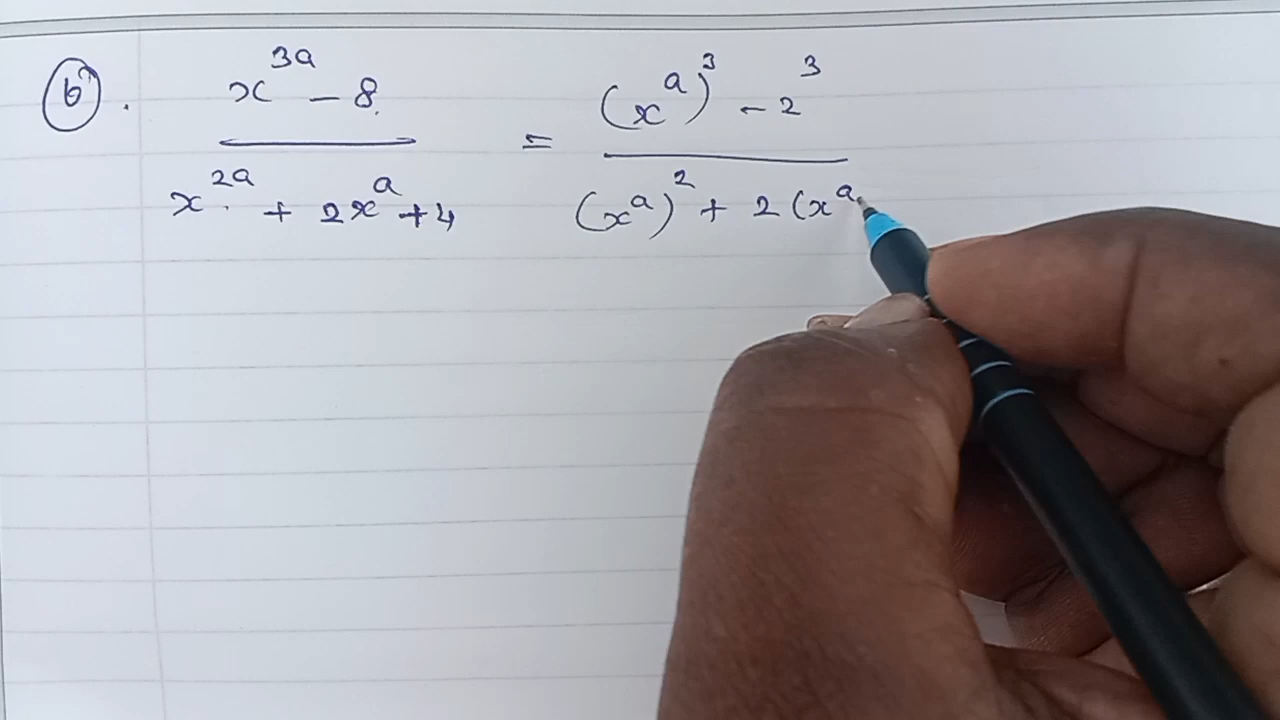 6. (x^{3a} - 8) / (x^{2a} + 2x^a + 4) = ((x^a)^3 - 2^3) / ((x^a)^2 + 2(x^a